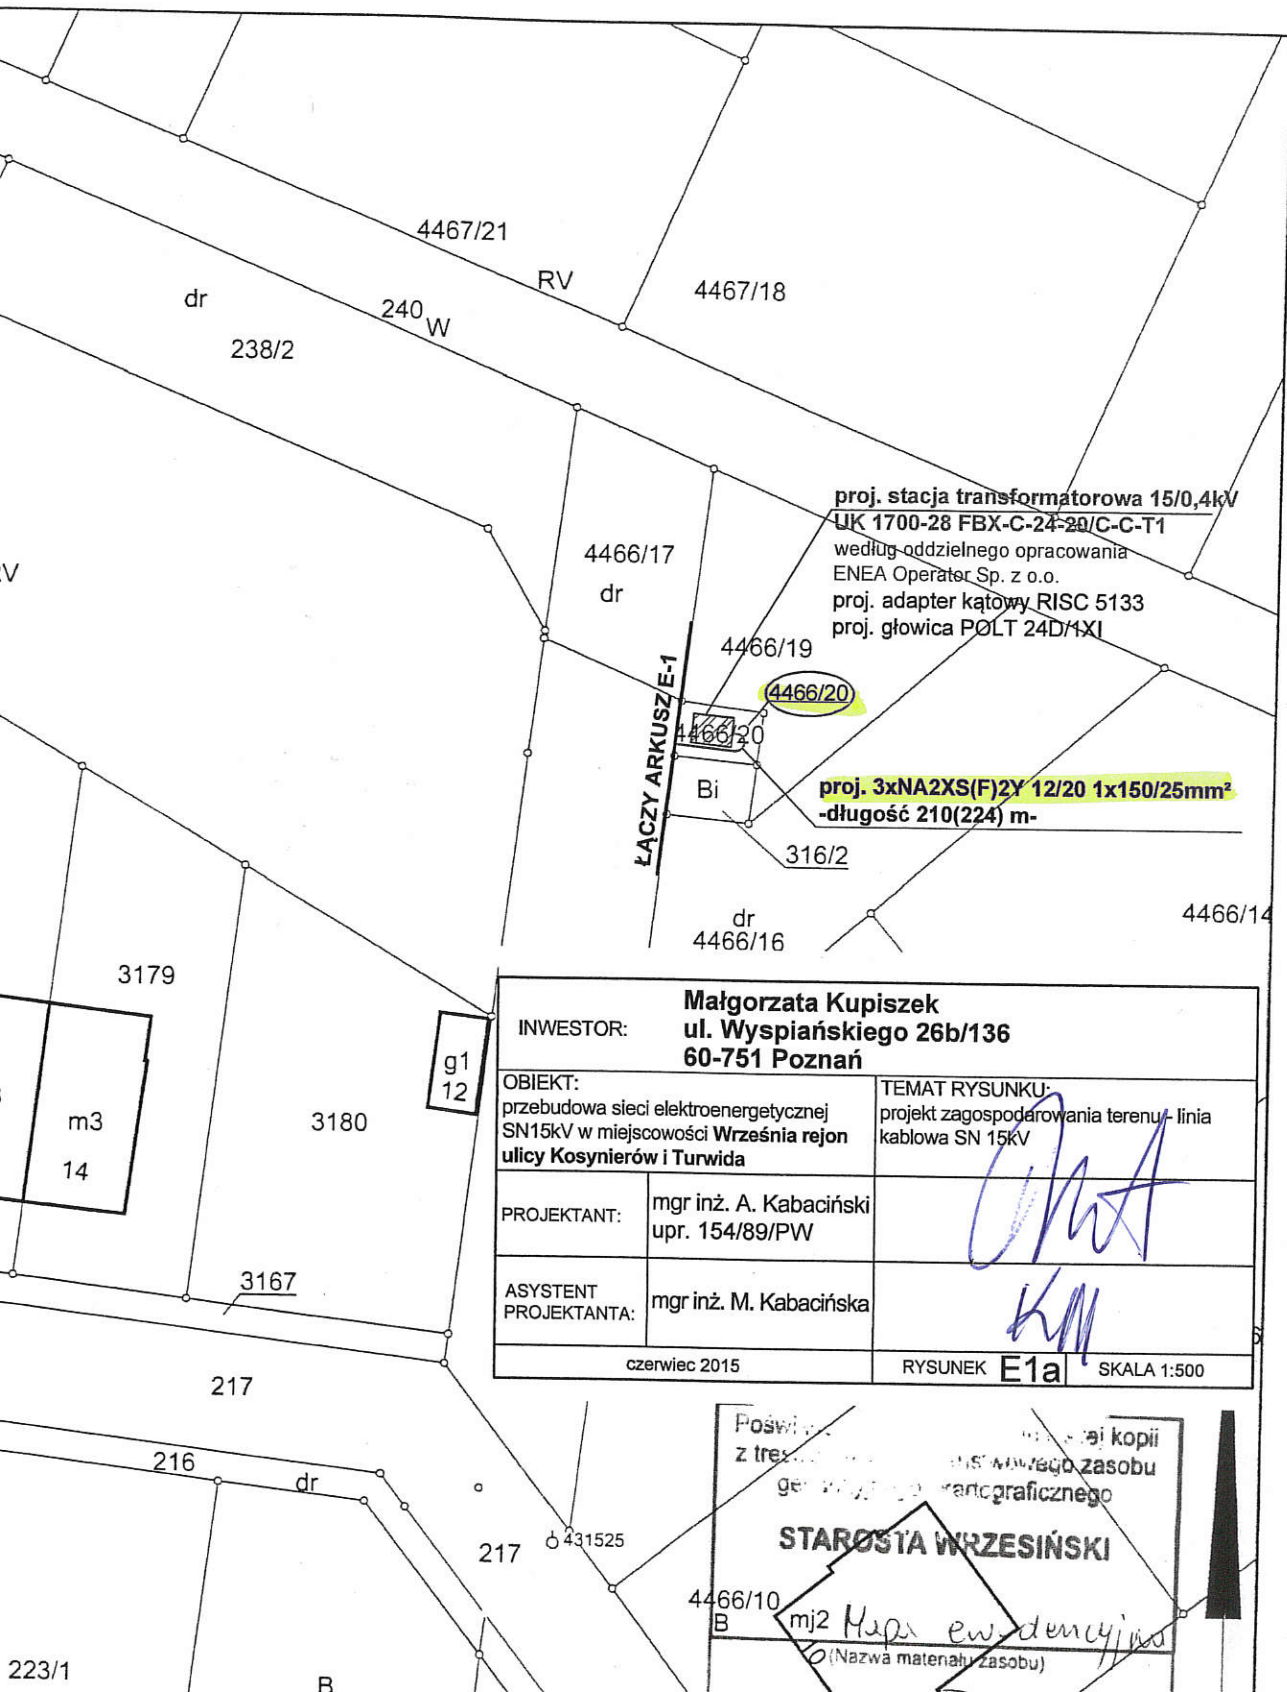 4467/21
RV
4467/18
dr
240
W
238/2
proj. stacja transformatorowa 15/0,4kV
UK 1700-28 FBX-C-24-20/C-C-T1
według oddzielnego opracowania
ENEA Operator Sp. z o.o.
proj. adapter kątowy RISC 5133
proj. głowica POLT 24D/1XI
4466/17
dr
4466/19
4466/20
4466/20
ŁĄCZY ARKUSZ E-1
Bi
proj. 3xNA2XS(F)2Y 12/20 1x150/25mm²
-długość 210(224) m-
316/2
dr
4466/16
4466/14
3179
INWESTOR:
Małgorzata Kupiszek
ul. Wyspiańskiego 26b/136
60-751 Poznań
g1
12
m3
14
3180
OBIEKT:
przebudowa sieci elektroenergetycznej
SN15kV w miejscowości Września rejon
ulicy Kosynierów i Turwida
TEMAT RYSUNKU:
projekt zagospodarowania terenu - linia
kablowa SN 15kV
PROJEKTANT:
mgr inż. A. Kabaciński
upr. 154/89/PW
ASYSTENT
PROJEKTANTA:
mgr inż. M. Kabacińska
KM
czerwiec 2015
RYSUNEK E1a
SKALA 1:500
3167
217
216
dr
217
431525
kopii
zasobu
STAROSTA WRZESIŃSKI
4466/10
B
mj2
Mapa ewidencyjna
(Nazwa materiału zasobu)
223/1
B